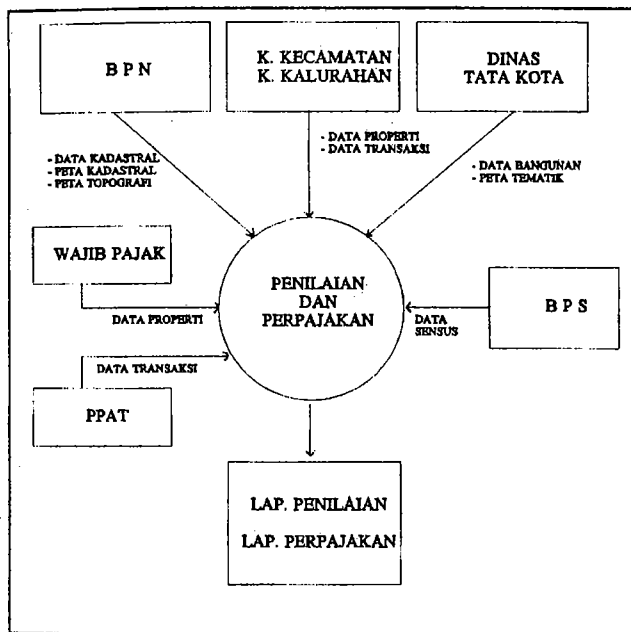 B P N
K. KECAMATAN
K. KALURAHAN
DINAS
TATA KOTA
- DATA KADASTRAL
- PETA KADASTRAL
- PETA TOPOGRAFI
- DATA PROPERTI
- DATA TRANSAKSI
- DATA BANGUNAN
- PETA TEMATIK
WAJIB PAJAK
DATA PROPERTI
PENILAIAN
DAN
PERPAJAKAN
DATA
SENSUS
B P S
DATA TRANSAKSI
PPAT
LAP. PENILAIAN
LAP. PERPAJAKAN